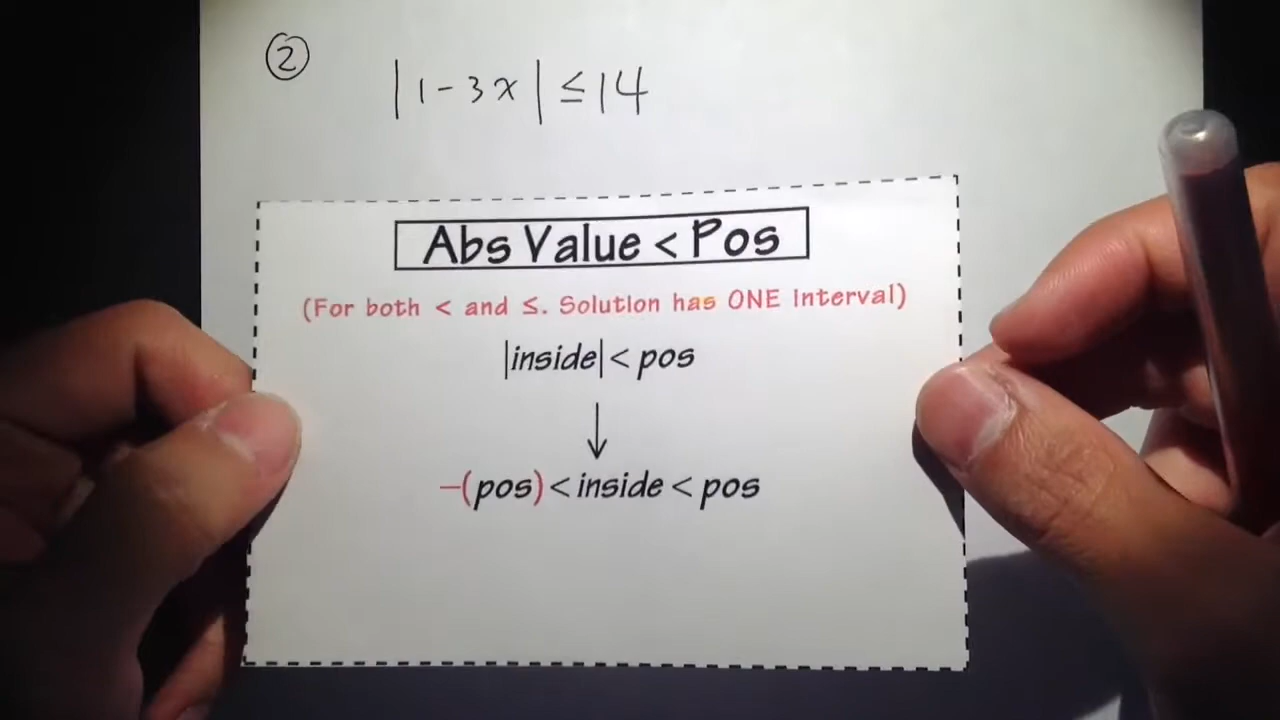 ②
|1-3x| ≤ 14
Abs Value < Pos
(For both < and ≤. Solution has ONE interval)
|inside| < pos
↓
-(pos) < inside < pos